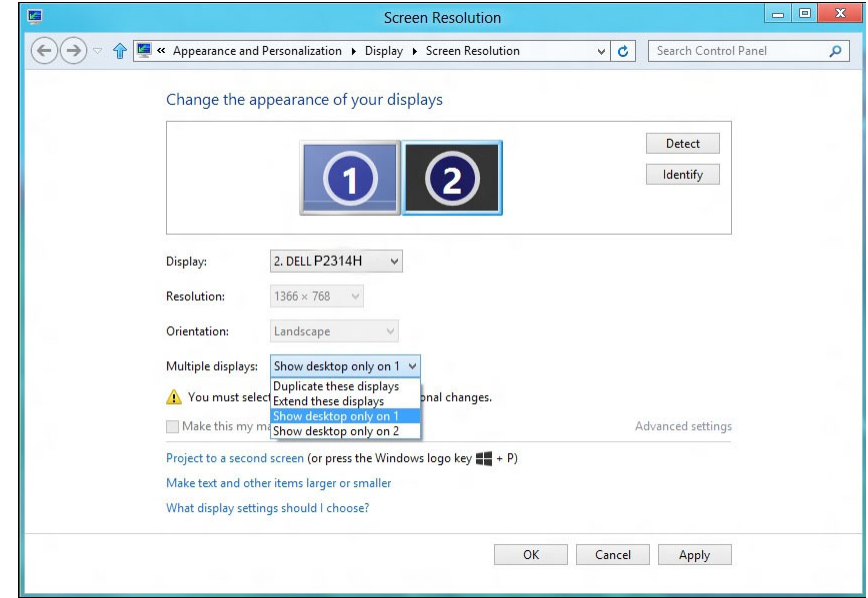 Screen Resolution
« Appearance and Personalization Display Screen Resolution Search Control Panel
Change the appearance of your displays
1 2
Detect
Identify
Display: 2. DELL P2314H
Resolution: 1366 × 768
Orientation: Landscape
Multiple displays: Show desktop only on 1
Duplicate these displays
You must selec onal changes.
Extend these displays
Show desktop only on 1
Make this my m Advanced settings
Show desktop only on 2
Project to a second screen (or press the Windows logo key + P)
Make text and other items larger or smaller
What display settings should I choose?
OK Cancel Apply